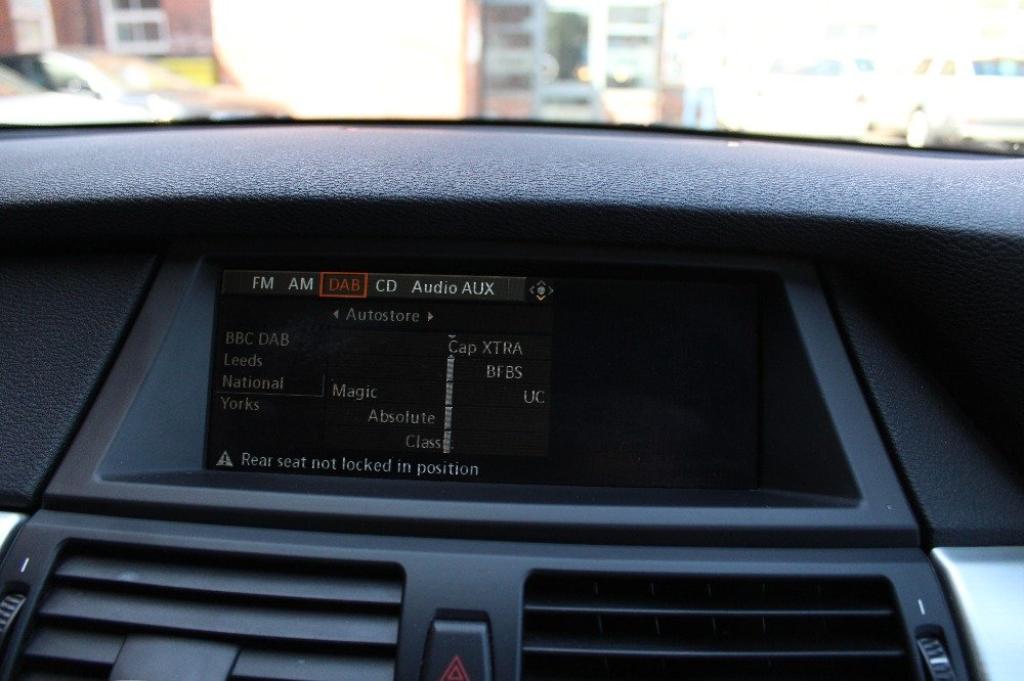 FM AM DAB CD Audio AUX
Autostore
BBC DAB
Leeds
National
Yorks
Cap XTRA
BFBS
UC
Magic
Absolute
Class
Rear seat not locked in position